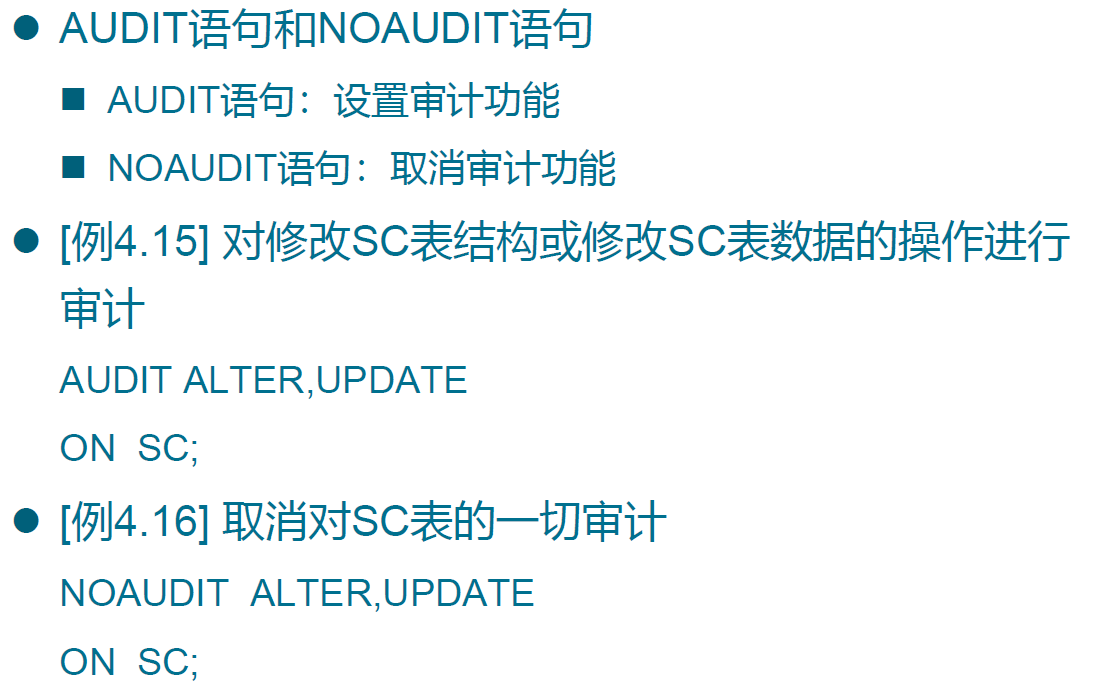 ● AUDIT语句和NOAUDIT语句
■ AUDIT语句：设置审计功能
■ NOAUDIT语句：取消审计功能
● [例4.15] 对修改SC表结构或修改SC表数据的操作进行
审计
AUDIT ALTER,UPDATE
ON SC;
● [例4.16] 取消对SC表的一切审计
NOAUDIT ALTER,UPDATE
ON SC;